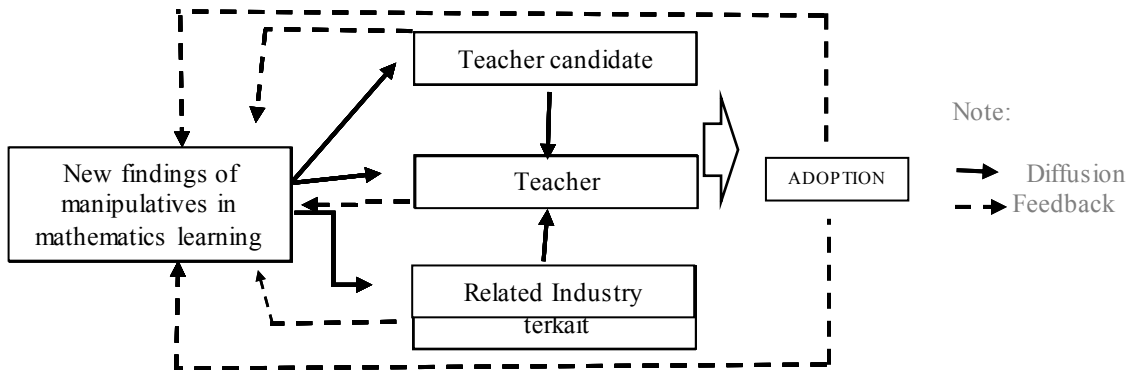 Teacher candidate
New findings of
manipulatives in
mathematics learning
Teacher
Related Industry
terkait
ADOPTION
Note:
Diffusion
Feedback